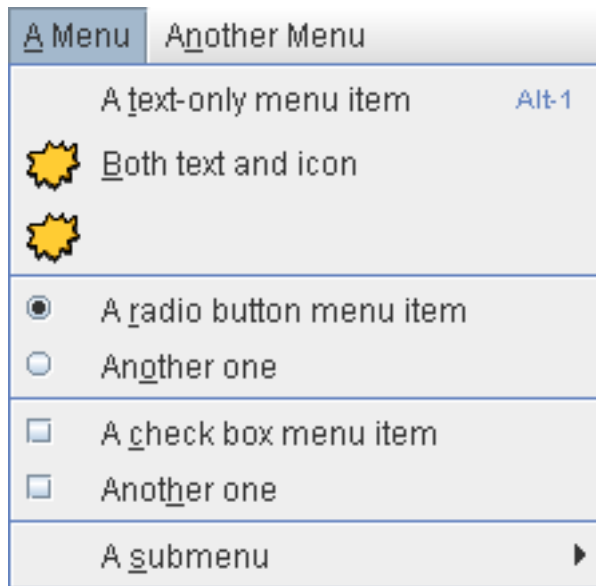 A Menu Another Menu
A text-only menu item Alt-1
Both text and icon
A radio button menu item
Another one
A check box menu item
Another one
A submenu